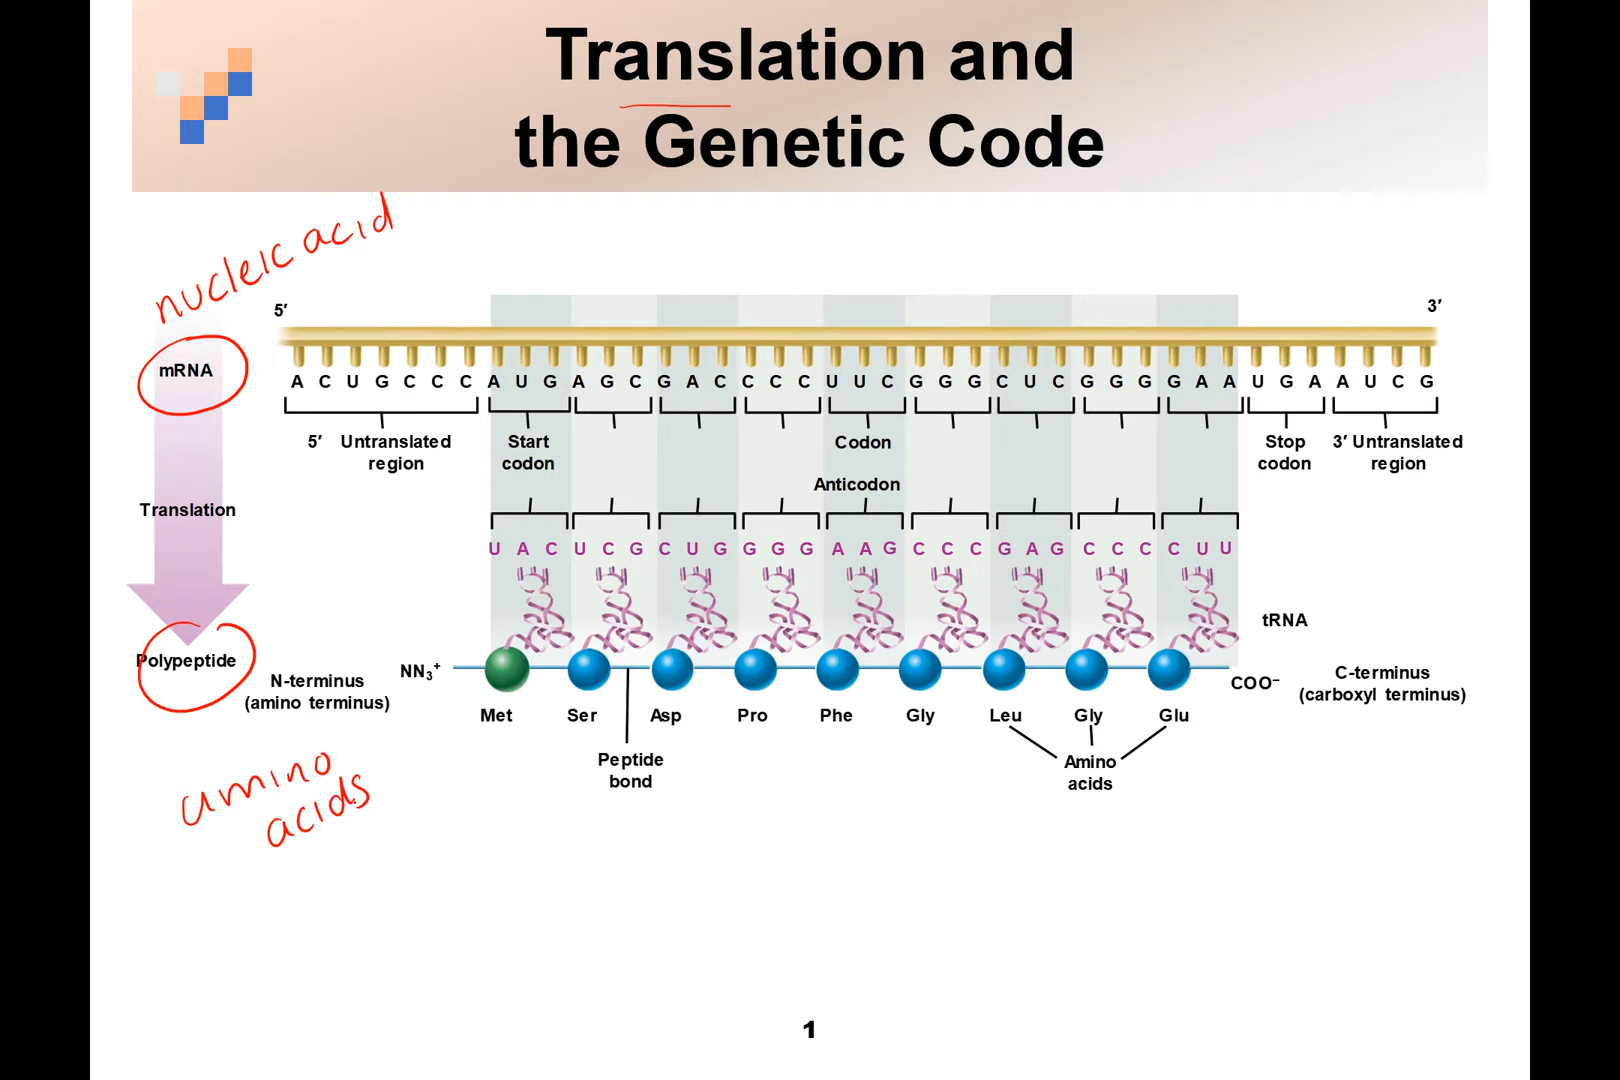 Translation and
the Genetic Code
nucleic acid
5′
3′
mRNA
A C U G C C C A U G A G C G A C C C C U U C G G G C U C G G G G A A U G A A U C G
5′ Untranslated
region
Start
codon
Codon
Stop
codon
3′ Untranslated
region
Anticodon
Translation
U A C U C G C U G G G G A A G C C C G A G C C C C U U
tRNA
Polypeptide
N-terminus
(amino terminus)
NN3+
COO–
C-terminus
(carboxyl terminus)
Met Ser Asp Pro Phe Gly Leu Gly Glu
Peptide
bond
Amino
acids
amino
acids
1